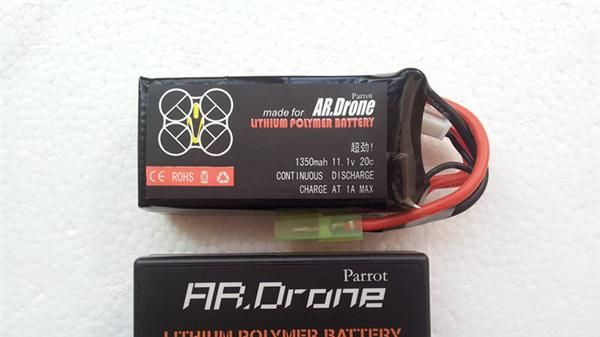 Parrot
made for AR.Drone
LITHIUM POLYMER BATTERY
超劲!
1350mah 11.1v 20c
CONTINUOUS DISCHARGE
CHARGE AT 1A MAX
CE ROHS
Parrot
AR.Drone
LITHIUM POLYMER BATTERY